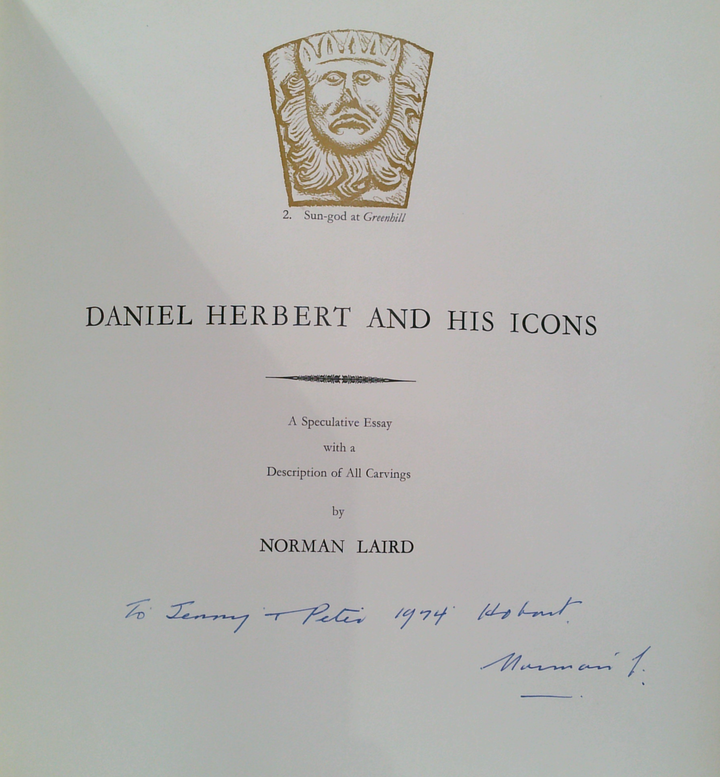 2. Sun-god at Greenhill
DANIEL HERBERT AND HIS ICONS
A Speculative Essay
with a
Description of All Carvings
by
NORMAN LAIRD
To Jenny + Peter 1974 Hobart.
Norman L.